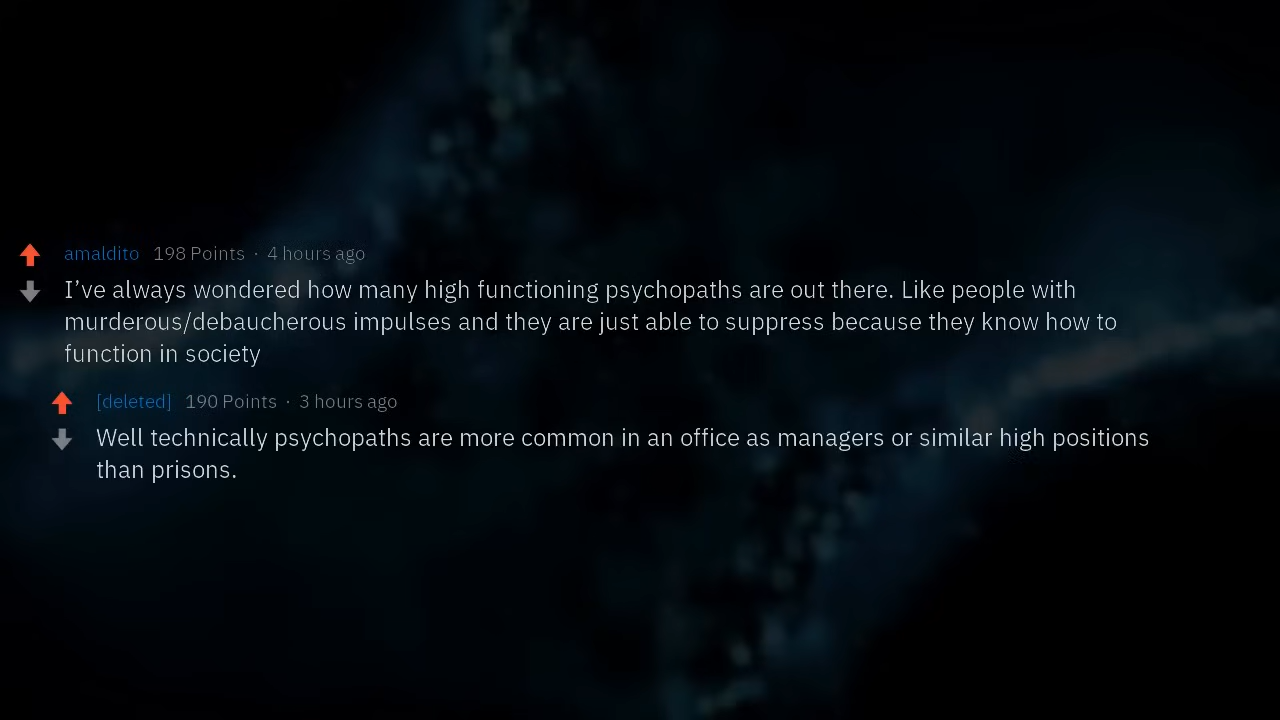 amaldito 198 Points · 4 hours ago
I’ve always wondered how many high functioning psychopaths are out there. Like people with
murderous/debaucherous impulses and they are just able to suppress because they know how to
function in society
[deleted] 190 Points · 3 hours ago
Well technically psychopaths are more common in an office as managers or similar high positions
than prisons.